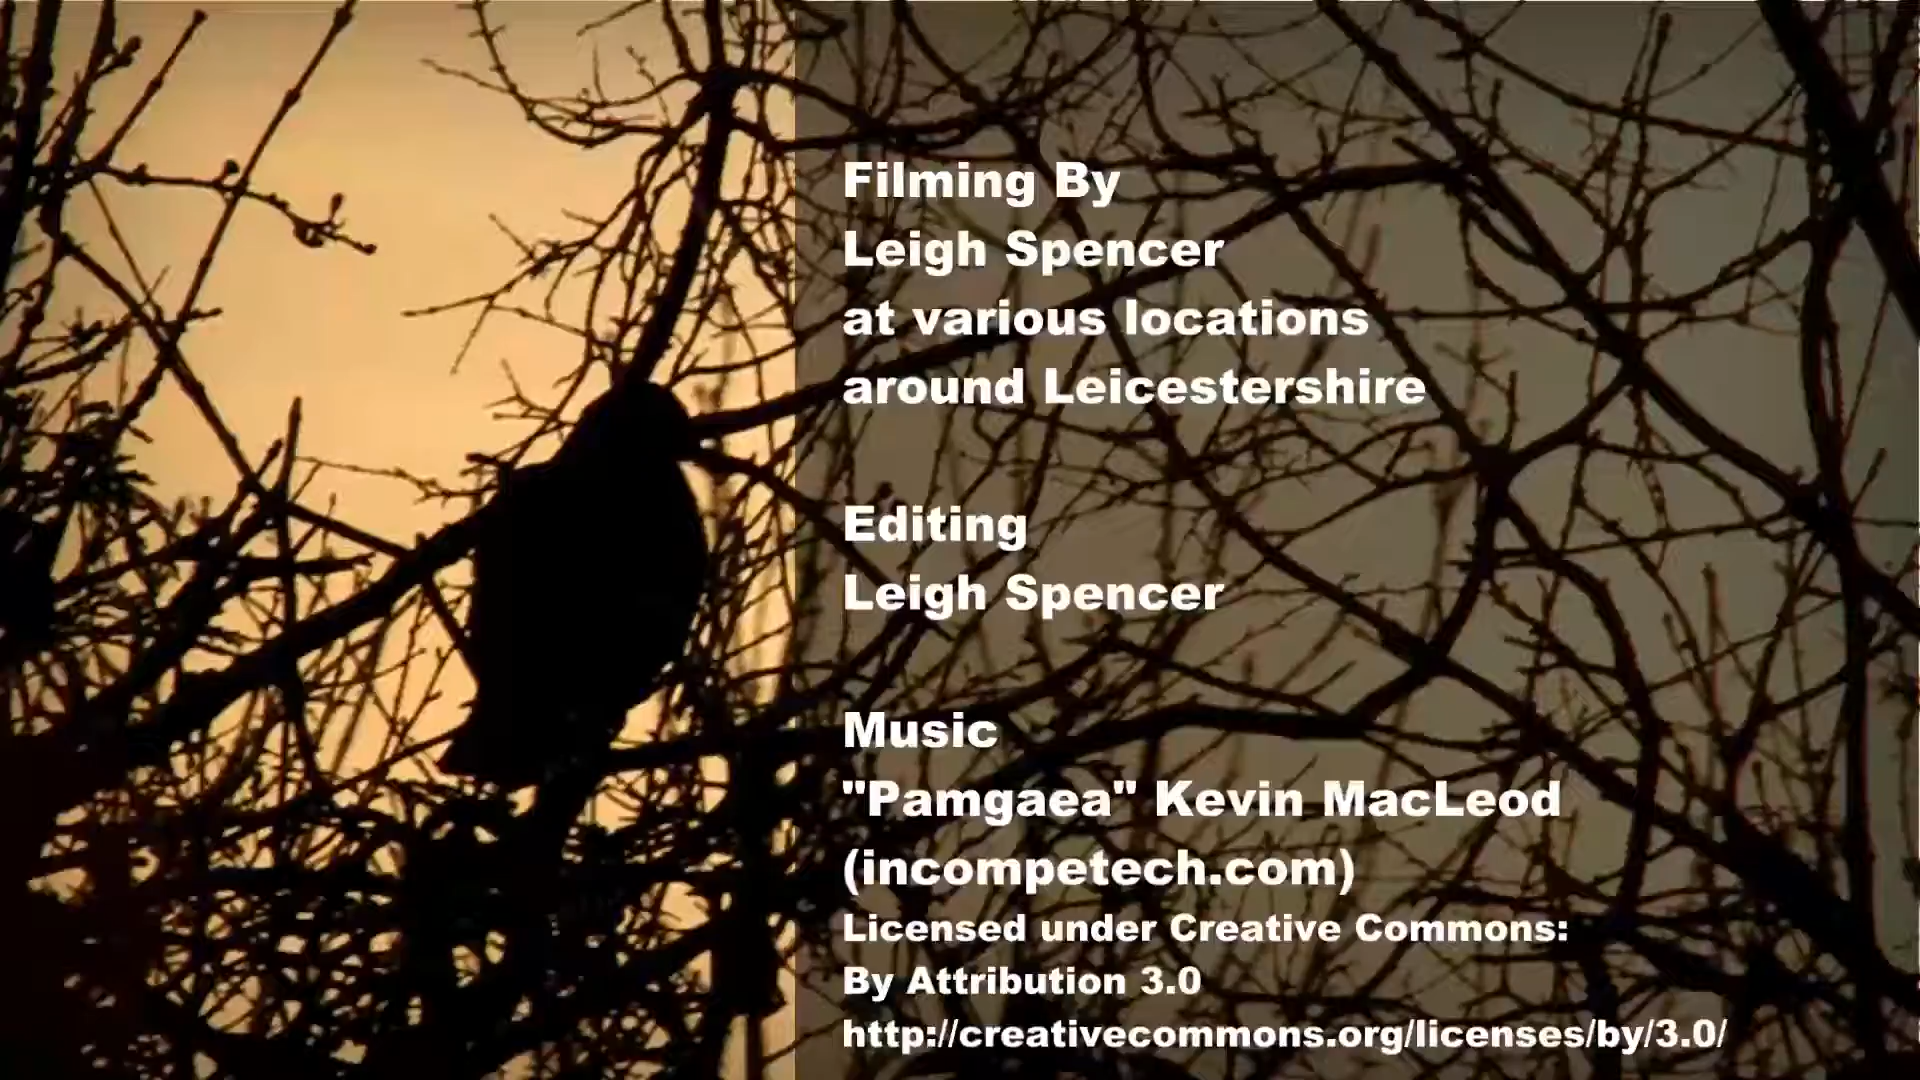 Filming By
Leigh Spencer
at various locations
around Leicestershire
Editing
Leigh Spencer
Music
"Pamgaea" Kevin MacLeod
(incompetech.com)
Licensed under Creative Commons:
By Attribution 3.0
http://creativecommons.org/licenses/by/3.0/